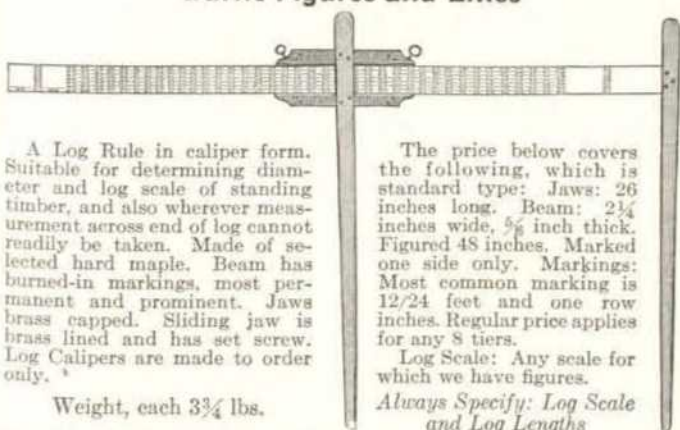 A Log Rule in caliper form.
Suitable for determining diam-
eter and log scale of standing
timber, and also wherever meas-
urement across end of log cannot
readily be taken. Made of se-
lected hard maple. Beam has
burned-in markings, most per-
manent and prominent. Jaws
brass capped. Sliding jaw is
brass lined and has set screw.
Log Calipers are made to order
only.
Weight, each 3¾ lbs.
The price below covers
the following, which is
standard type: Jaws: 26
inches long. Beam: 2¼
inches wide, ⅝ inch thick.
Figured 48 inches. Marked
one side only. Markings:
Most common marking is
12/24 feet and one row
inches. Regular price applies
for any 8 tiers.
Log Scale: Any scale for
which we have figures.
Always Specify: Log Scale
and Log Lengths